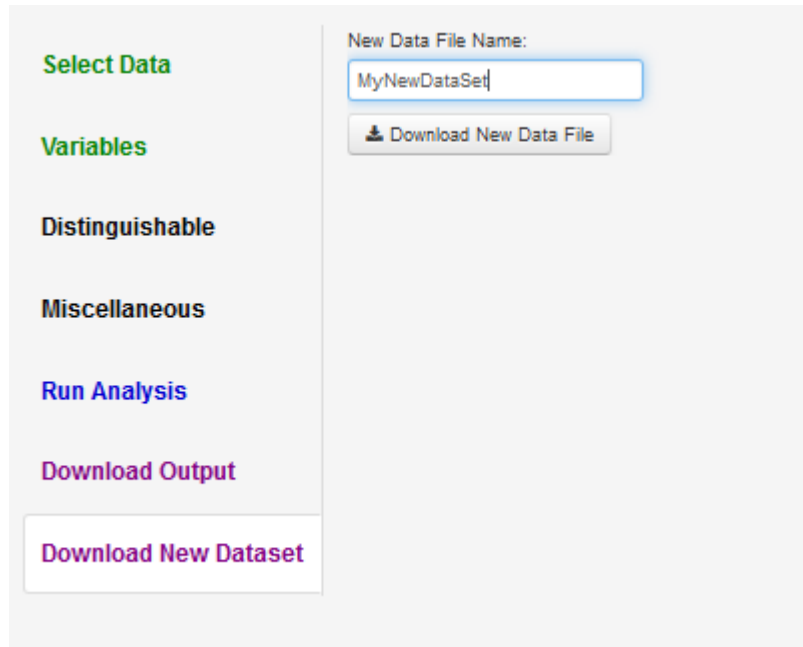 Select Data
Variables
Distinguishable
Miscellaneous
Run Analysis
Download Output
Download New Dataset
New Data File Name:
MyNewDataSet
Download New Data File